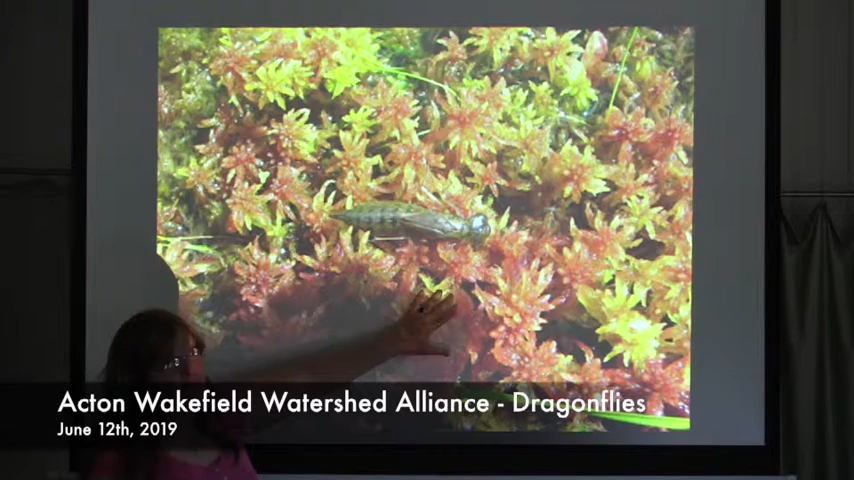 Acton Wakefield Watershed Alliance - Dragonflies
June 12th, 2019